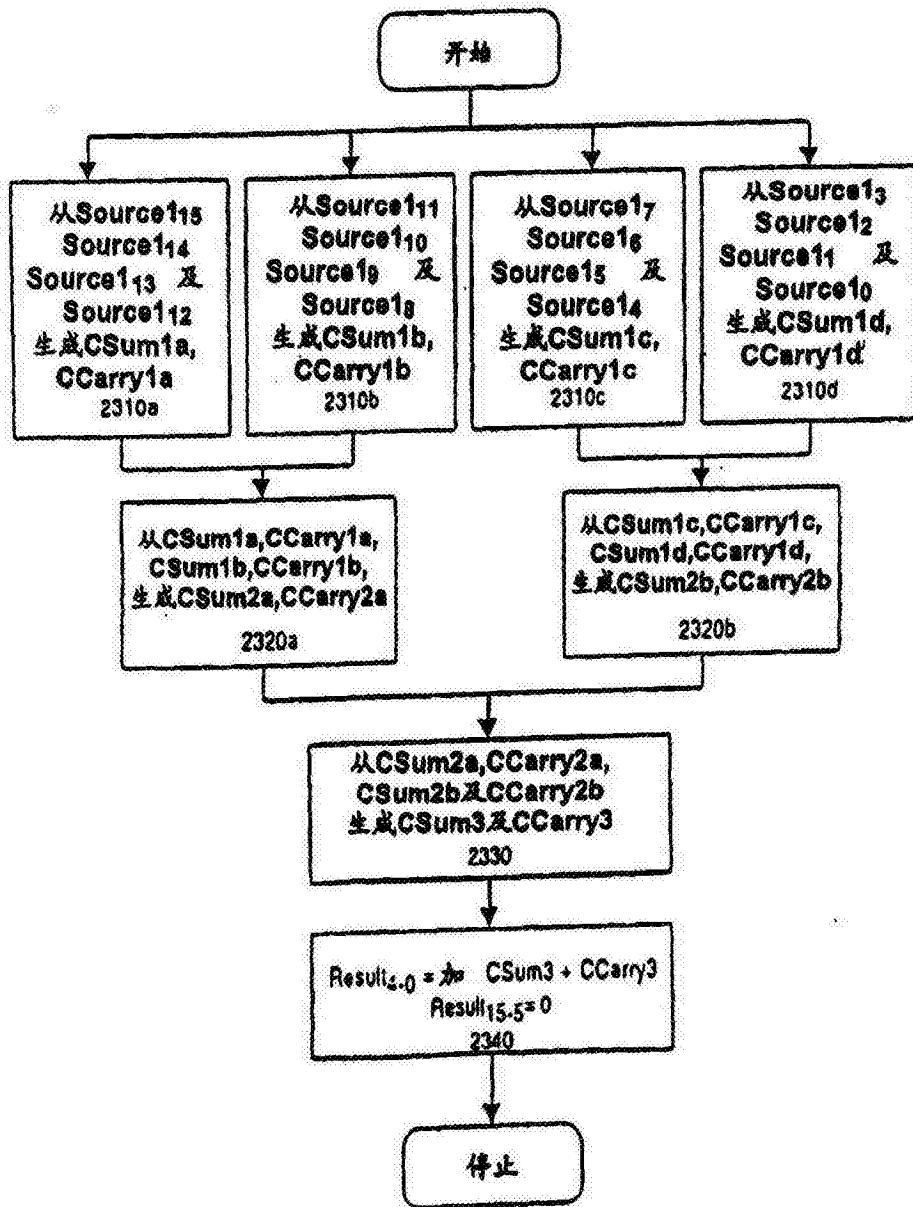 开始
从Source1₁₅
Source1₁₄
Source1₁₃ 及
Source1₁₂
生成CSum1a,
CCarry1a
2310a
从Source1₁₁
Source1₁₀
Source1₉ 及
Source1₈
生成CSum1b,
CCarry1b
2310b
从Source1₇
Source1₆
Source1₅ 及
Source1₄
生成CSum1c,
CCarry1c
2310c
从Source1₃
Source1₂
Source1₁ 及
Source1₀
生成CSum1d,
CCarry1d
2310d
从CSum1a,CCarry1a,
CSum1b,CCarry1b,
生成CSum2a,CCarry2a
2320a
从CSum1c,CCarry1c,
CSum1d,CCarry1d,
生成CSum2b,CCarry2b
2320b
从CSum2a,CCarry2a,
CSum2b及CCarry2b
生成CSum3及CCarry3
2330
Result₄₋₀ = 加 CSum3 + CCarry3
Result₁₅₋₅ = 0
2340
停止